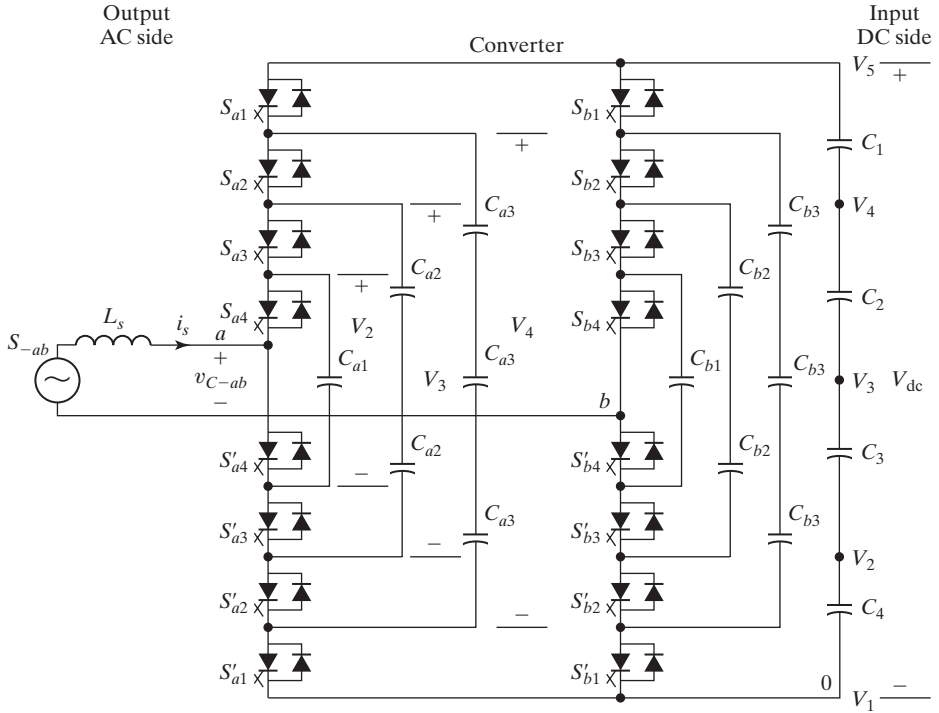 Output
AC side
Input
DC side
Converter
V5
+
Sa1
Sb1
+
C1
Sa2
Sb2
Ca3
Cb3
V4
+
Sa3
Sb3
Ca2
Cb2
+
Sa4
Sb4
C2
Ls
is
a
V2
V4
S−ab
+
Ca1
Ca3
Cb1
Cb3
V3
Vdc
vC−ab
V3
−
b
S′a4
Ca2
S′b4
Cb2
C3
−
Ca3
Cb3
S′a3
S′b3
−
V2
S′a2
S′b2
C4
−
S′a1
S′b1
0
V1
−